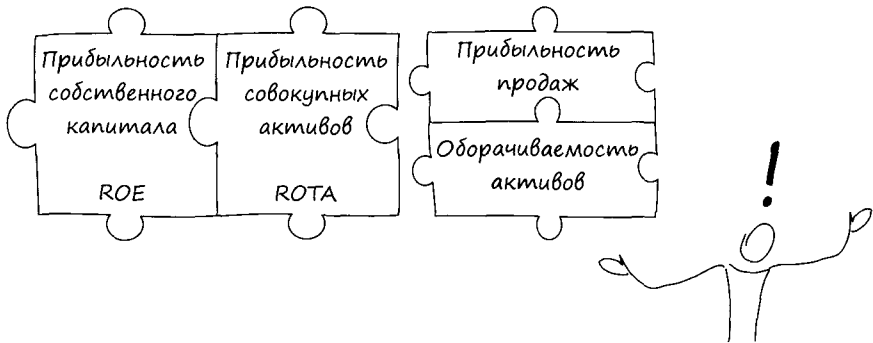 Прибыльность
собственного
капитала
ROE
Прибыльность
совокупных
активов
ROTA
Прибыльность
продаж
Оборачиваемость
активов
!